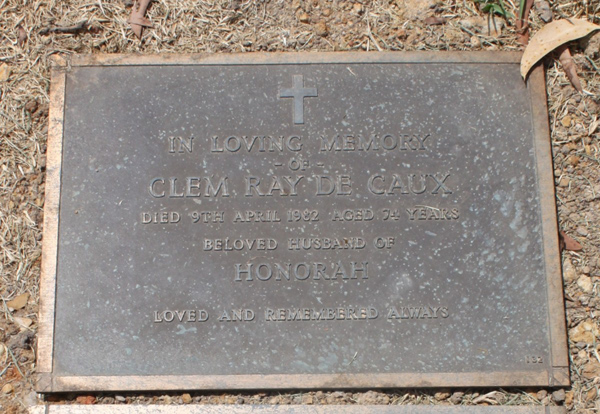 IN LOVING MEMORY
- OF -
CLEM RAY DE CAUX
DIED 9TH APRIL 1982 AGED 74 YEARS
BELOVED HUSBAND OF
HONORAH
LOVED AND REMEMBERED ALWAYS
132